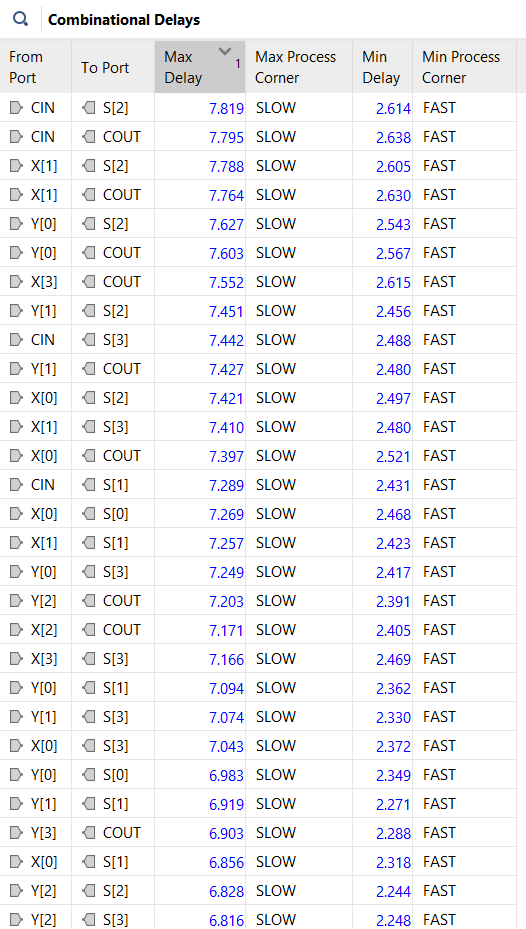 Combinational Delays
From Port To Port Max Delay 1 Max Process Corner Min Delay Min Process Corner
CIN S[2] 7.819 SLOW 2.614 FAST
CIN COUT 7.795 SLOW 2.638 FAST
X[1] S[2] 7.788 SLOW 2.605 FAST
X[1] COUT 7.764 SLOW 2.630 FAST
Y[0] S[2] 7.627 SLOW 2.543 FAST
Y[0] COUT 7.603 SLOW 2.567 FAST
X[3] COUT 7.552 SLOW 2.615 FAST
Y[1] S[2] 7.451 SLOW 2.456 FAST
CIN S[3] 7.442 SLOW 2.488 FAST
Y[1] COUT 7.427 SLOW 2.480 FAST
X[0] S[2] 7.421 SLOW 2.497 FAST
X[1] S[3] 7.410 SLOW 2.480 FAST
X[0] COUT 7.397 SLOW 2.521 FAST
CIN S[1] 7.289 SLOW 2.431 FAST
X[0] S[0] 7.269 SLOW 2.468 FAST
X[1] S[1] 7.257 SLOW 2.423 FAST
Y[0] S[3] 7.249 SLOW 2.417 FAST
Y[2] COUT 7.203 SLOW 2.391 FAST
X[2] COUT 7.171 SLOW 2.405 FAST
X[3] S[3] 7.166 SLOW 2.469 FAST
Y[0] S[1] 7.094 SLOW 2.362 FAST
Y[1] S[3] 7.074 SLOW 2.330 FAST
X[0] S[3] 7.043 SLOW 2.372 FAST
Y[0] S[0] 6.983 SLOW 2.349 FAST
Y[1] S[1] 6.919 SLOW 2.271 FAST
Y[3] COUT 6.903 SLOW 2.288 FAST
X[0] S[1] 6.856 SLOW 2.318 FAST
Y[2] S[2] 6.828 SLOW 2.244 FAST
Y[2] S[3] 6.816 SLOW 2.248 FAST